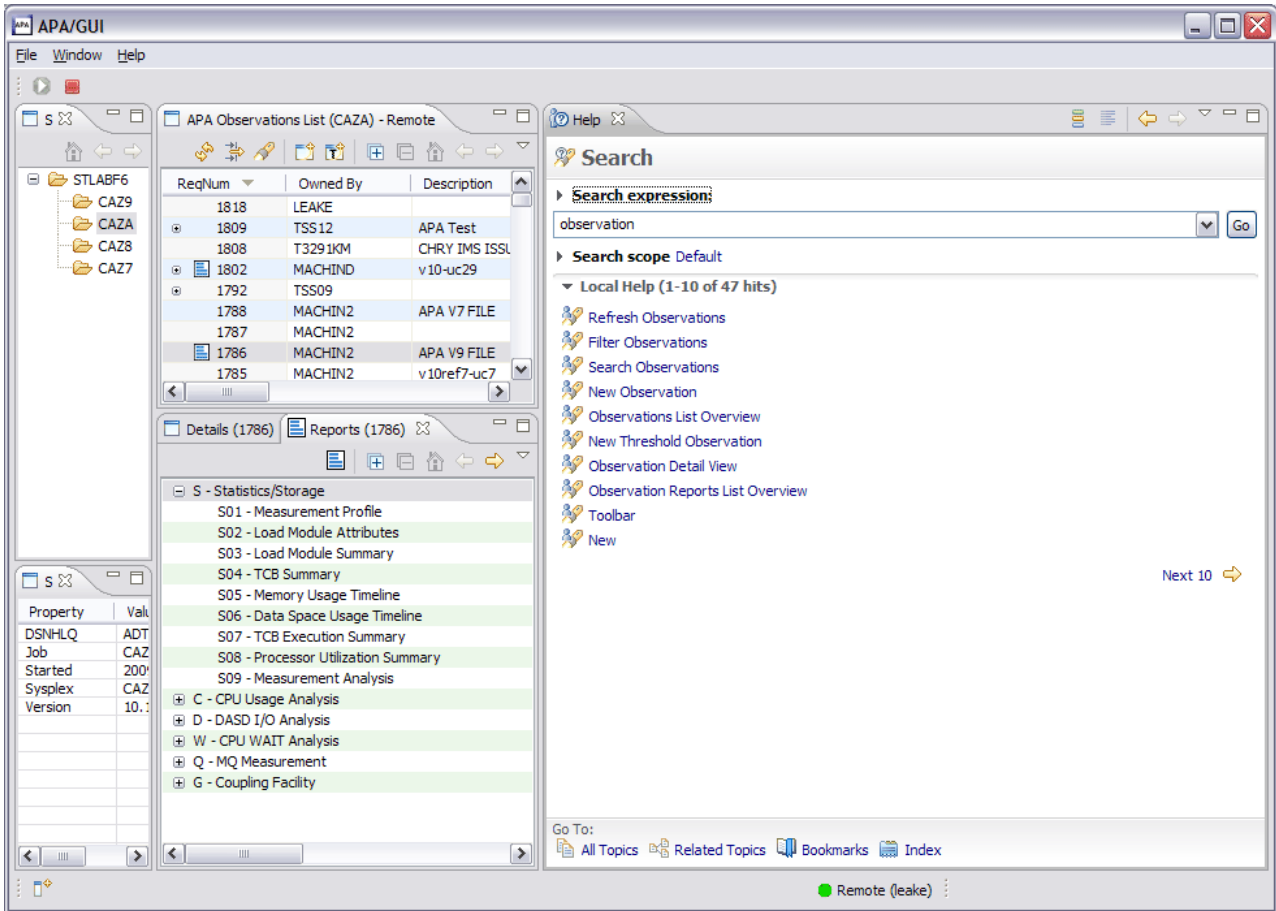 APA APA/GUI
File Window Help
S
STLABF6
CAZ9
CAZA
CAZ8
CAZ7
APA Observations List (CAZA) - Remote
ReqNum Owned By Description
1818 LEAKE
1809 TSS12 APA Test
1808 T3291KM CHRY IMS ISSU
1802 MACHIND v10-uc29
1792 TSS09
1788 MACHIN2 APA V7 FILE
1787 MACHIN2
1786 MACHIN2 APA V9 FILE
1785 MACHIN2 v10ref7-uc7
S
Property Valu
DSNHLQ ADT
Job CAZ
Started 200
Sysplex CAZ
Version 10.
Details (1786) Reports (1786)
S - Statistics/Storage
S01 - Measurement Profile
S02 - Load Module Attributes
S03 - Load Module Summary
S04 - TCB Summary
S05 - Memory Usage Timeline
S06 - Data Space Usage Timeline
S07 - TCB Execution Summary
S08 - Processor Utilization Summary
S09 - Measurement Analysis
C - CPU Usage Analysis
D - DASD I/O Analysis
W - CPU WAIT Analysis
Q - MQ Measurement
G - Coupling Facility
Help
Search
Search expression:
observation Go
Search scope Default
Local Help (1-10 of 47 hits)
Refresh Observations
Filter Observations
Search Observations
New Observation
Observations List Overview
New Threshold Observation
Observation Detail View
Observation Reports List Overview
Toolbar
New
Next 10
Go To:
All Topics Related Topics Bookmarks Index
Remote (leake)